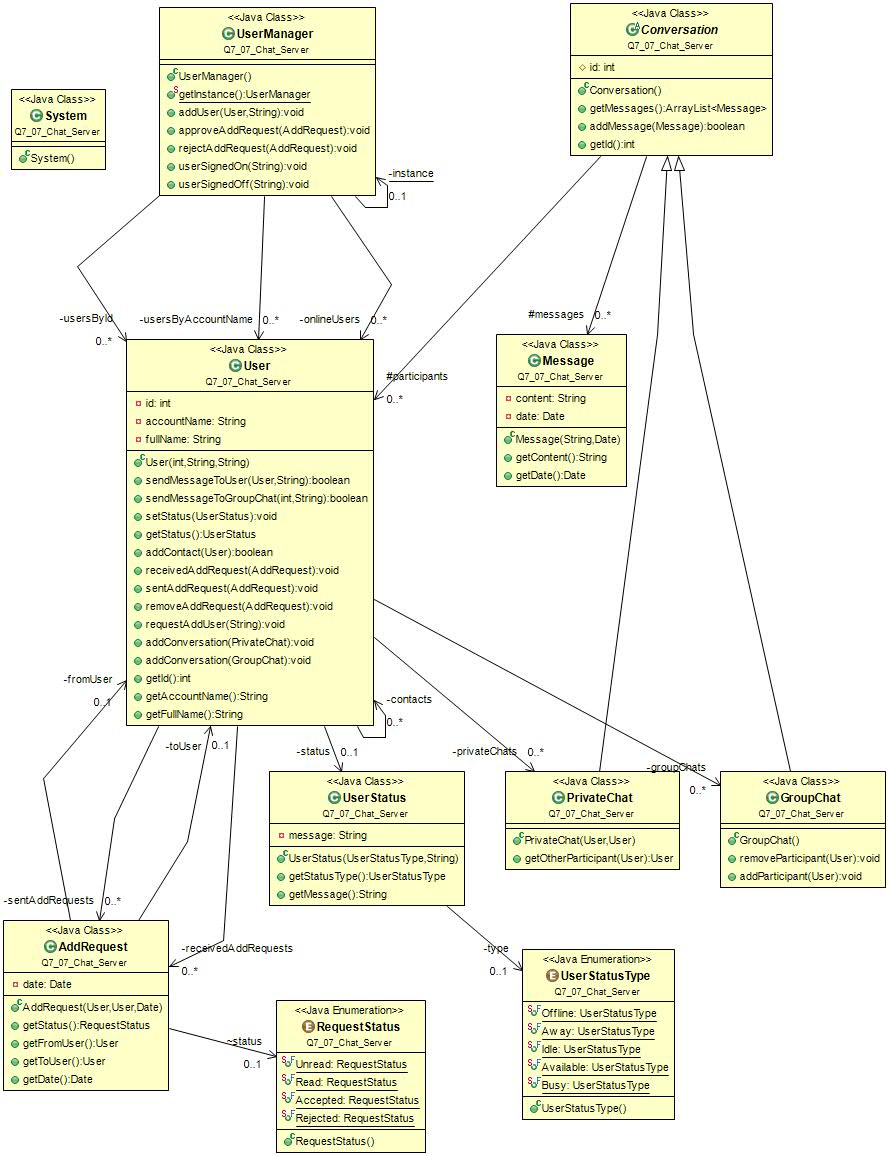 <<Java Class>>
UserManager
Q7_07_Chat_Server
UserManager()
getInstance():UserManager
addUser(User,String):void
approveAddRequest(AddRequest):void
rejectAddRequest(AddRequest):void
userSignedOn(String):void
userSignedOff(String):void
-instance
0..1
<<Java Class>>
Conversation
Q7_07_Chat_Server
id: int
Conversation()
getMessages():ArrayList<Message>
addMessage(Message):boolean
getId():int
<<Java Class>>
System
Q7_07_Chat_Server
System()
-usersById
0..*
-usersByAccountName
0..*
-onlineUsers
0..*
#messages
0..*
#participants
0..*
<<Java Class>>
User
Q7_07_Chat_Server
id: int
accountName: String
fullName: String
User(int,String,String)
sendMessageToUser(User,String):boolean
sendMessageToGroupChat(int,String):boolean
setStatus(UserStatus):void
getStatus():UserStatus
addContact(User):boolean
receivedAddRequest(AddRequest):void
sentAddRequest(AddRequest):void
removeAddRequest(AddRequest):void
requestAddUser(String):void
addConversation(PrivateChat):void
addConversation(GroupChat):void
getId():int
getAccountName():String
getFullName():String
<<Java Class>>
Message
Q7_07_Chat_Server
content: String
date: Date
Message(String,Date)
getContent():String
getDate():Date
-fromUser
0..1
-toUser
0..1
-contacts
0..*
-status
0..1
-privateChats
0..*
-groupChats
0..*
<<Java Class>>
UserStatus
Q7_07_Chat_Server
message: String
UserStatus(UserStatusType,String)
getStatusType():UserStatusType
getMessage():String
<<Java Class>>
PrivateChat
Q7_07_Chat_Server
PrivateChat(User,User)
getOtherParticipant(User):User
<<Java Class>>
GroupChat
Q7_07_Chat_Server
GroupChat()
removeParticipant(User):void
addParticipant(User):void
-sentAddRequests
0..*
-receivedAddRequests
0..*
-type
0..1
<<Java Class>>
AddRequest
Q7_07_Chat_Server
date: Date
AddRequest(User,User,Date)
getStatus():RequestStatus
getFromUser():User
getToUser():User
getDate():Date
~status
0..1
<<Java Enumeration>>
RequestStatus
Q7_07_Chat_Server
Unread: RequestStatus
Read: RequestStatus
Accepted: RequestStatus
Rejected: RequestStatus
RequestStatus()
<<Java Enumeration>>
UserStatusType
Q7_07_Chat_Server
Offline: UserStatusType
Away: UserStatusType
Idle: UserStatusType
Available: UserStatusType
Busy: UserStatusType
UserStatusType()